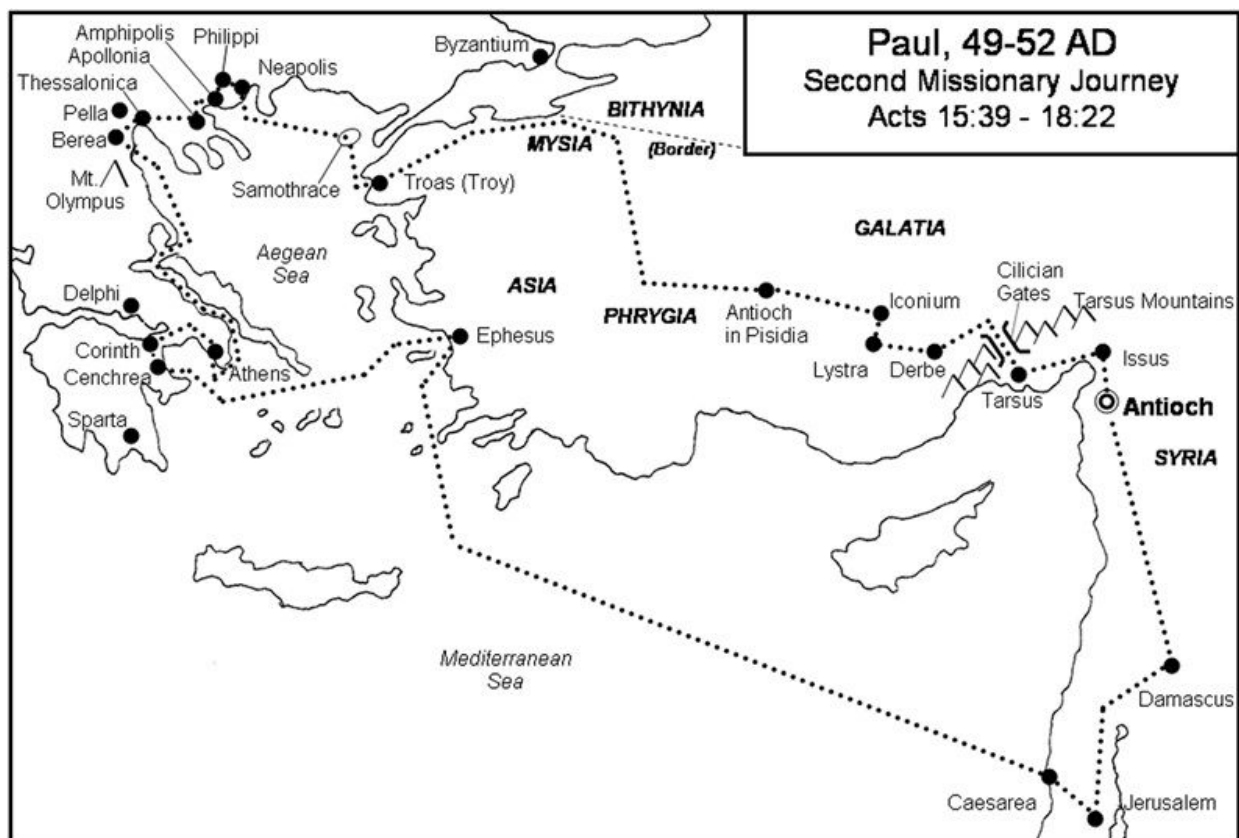 Paul, 49-52 AD
Second Missionary Journey
Acts 15:39 - 18:22
Amphipolis
Philippi
Apollonia
Neapolis
Thessalonica
Byzantium
Pella
Berea
BITHYNIA
MYSIA
(Border)
Mt.
Olympus
Samothrace
Troas (Troy)
GALATIA
Aegean
Sea
ASIA
PHRYGIA
Cilician
Gates
Tarsus Mountains
Delphi
Iconium
Antioch
in Pisidia
Ephesus
Corinth
Cenchrea
Athens
Lystra
Derbe
Tarsus
Issus
Antioch
Sparta
SYRIA
Mediterranean
Sea
Damascus
Caesarea
Jerusalem